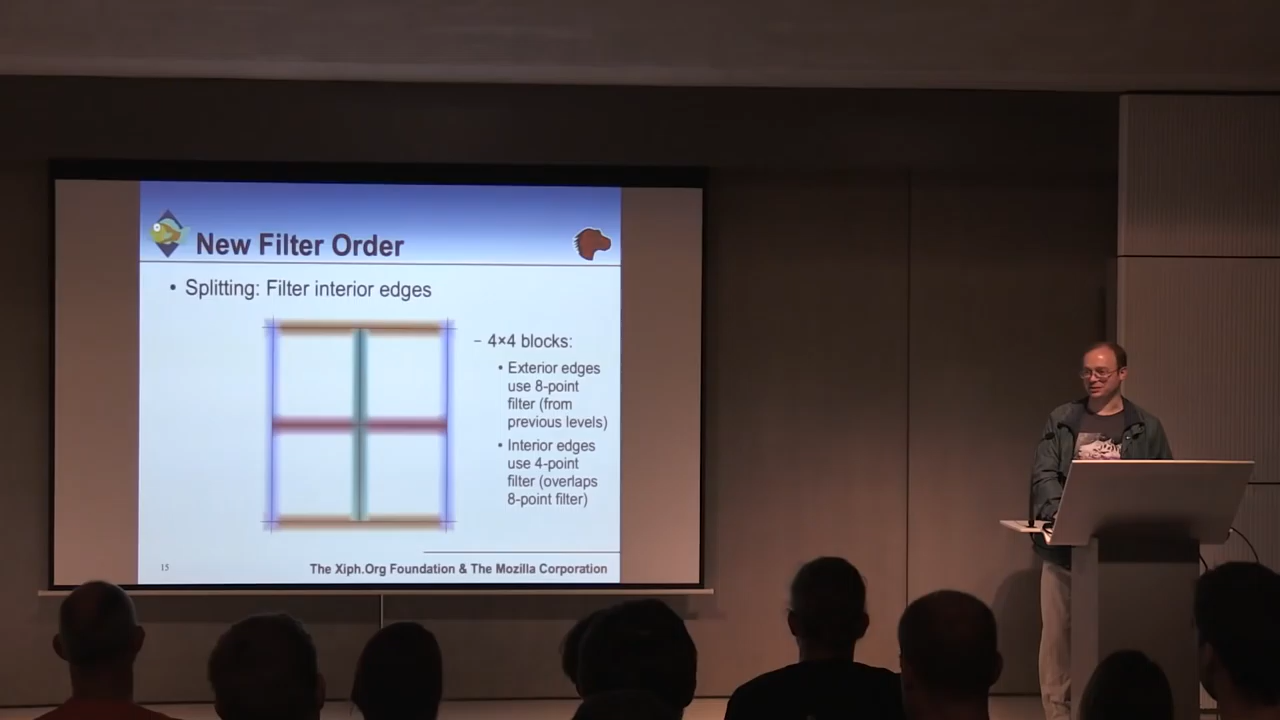 New Filter Order
• Splitting: Filter interior edges
– 4×4 blocks:
• Exterior edges
use 8-point
filter (from
previous levels)
• Interior edges
use 4-point
filter (overlaps
8-point filter)
15
The Xiph.Org Foundation & The Mozilla Corporation